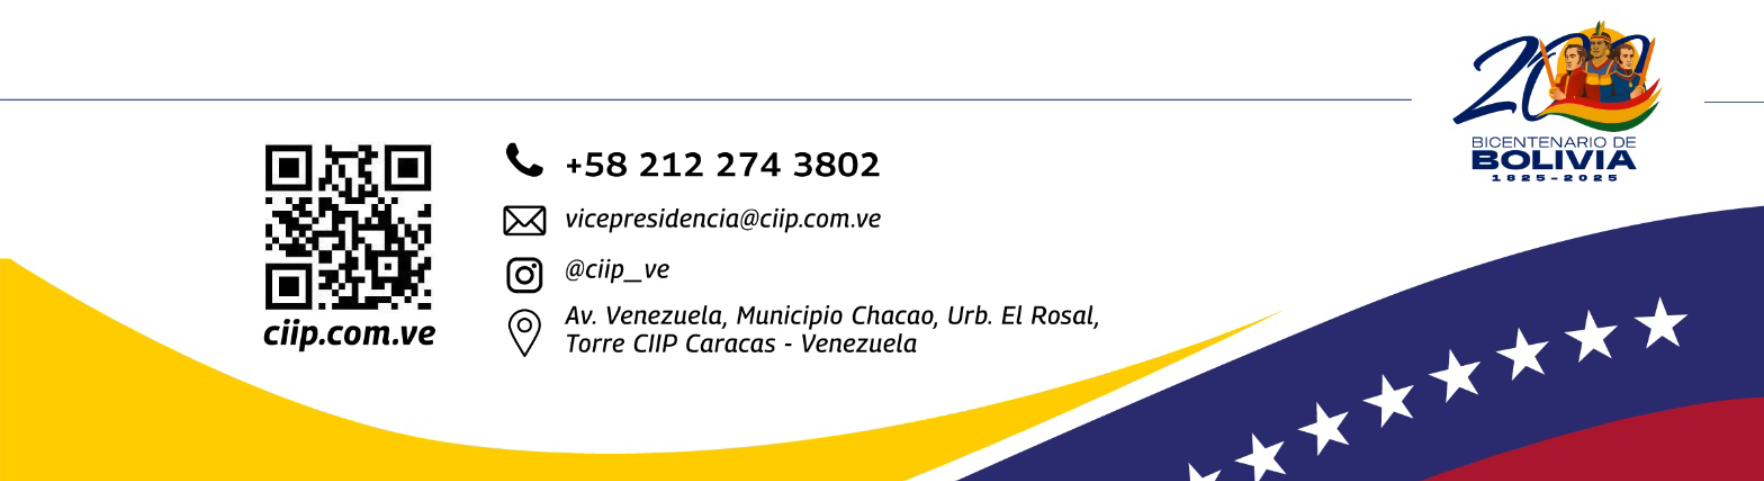 200
BICENTENARIO DE
BOLIVIA
1825-2025
+58 212 274 3802
vicepresidencia@ciip.com.ve
@ciip_ve
Av. Venezuela, Municipio Chacao, Urb. El Rosal,
Torre CIIP Caracas - Venezuela
ciip.com.ve